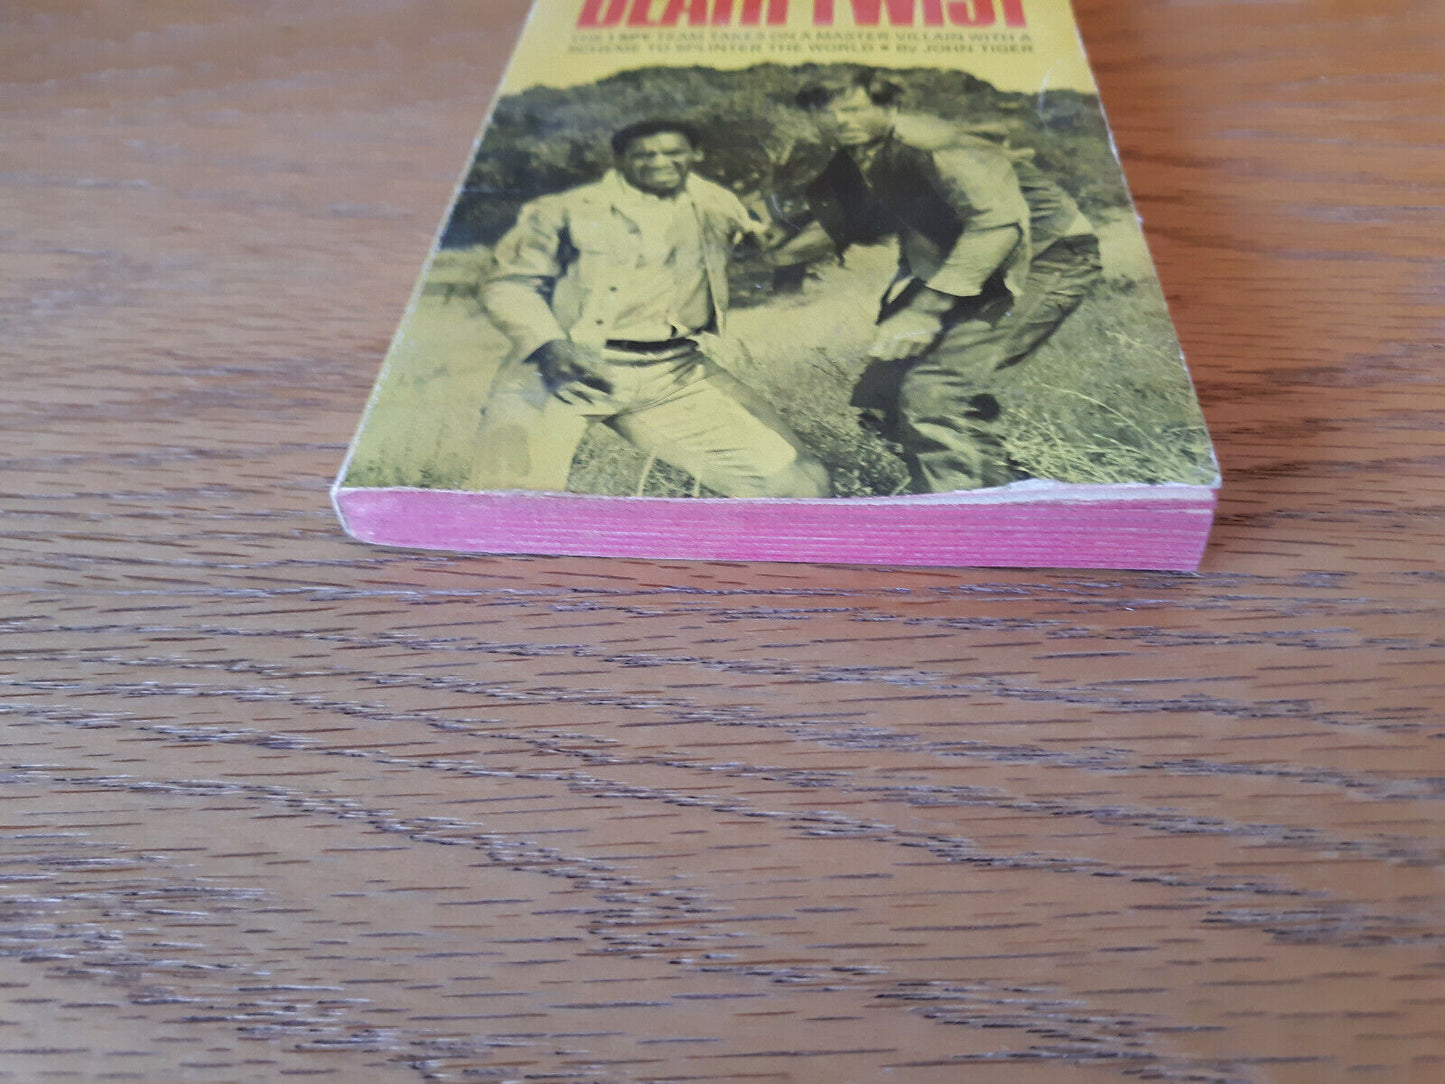 DEATH TWIST
THE I SPY TEAM TAKES ON A MASTER VILLAIN WITH A
SCHEME TO SPLINTER THE WORLD • By JOHN TIGER